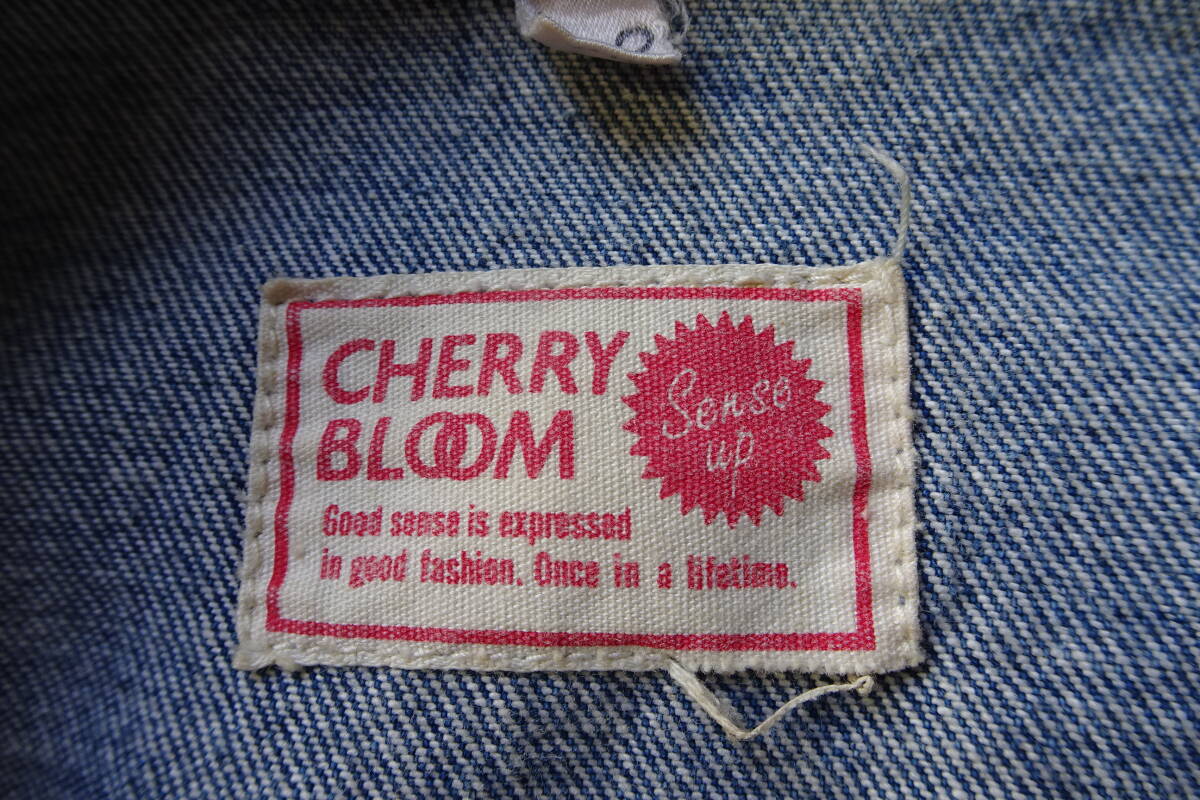 CHERRY
BLOOM
Sense
up
Good sense is expressed
in good fashion. Once in a lifetime.